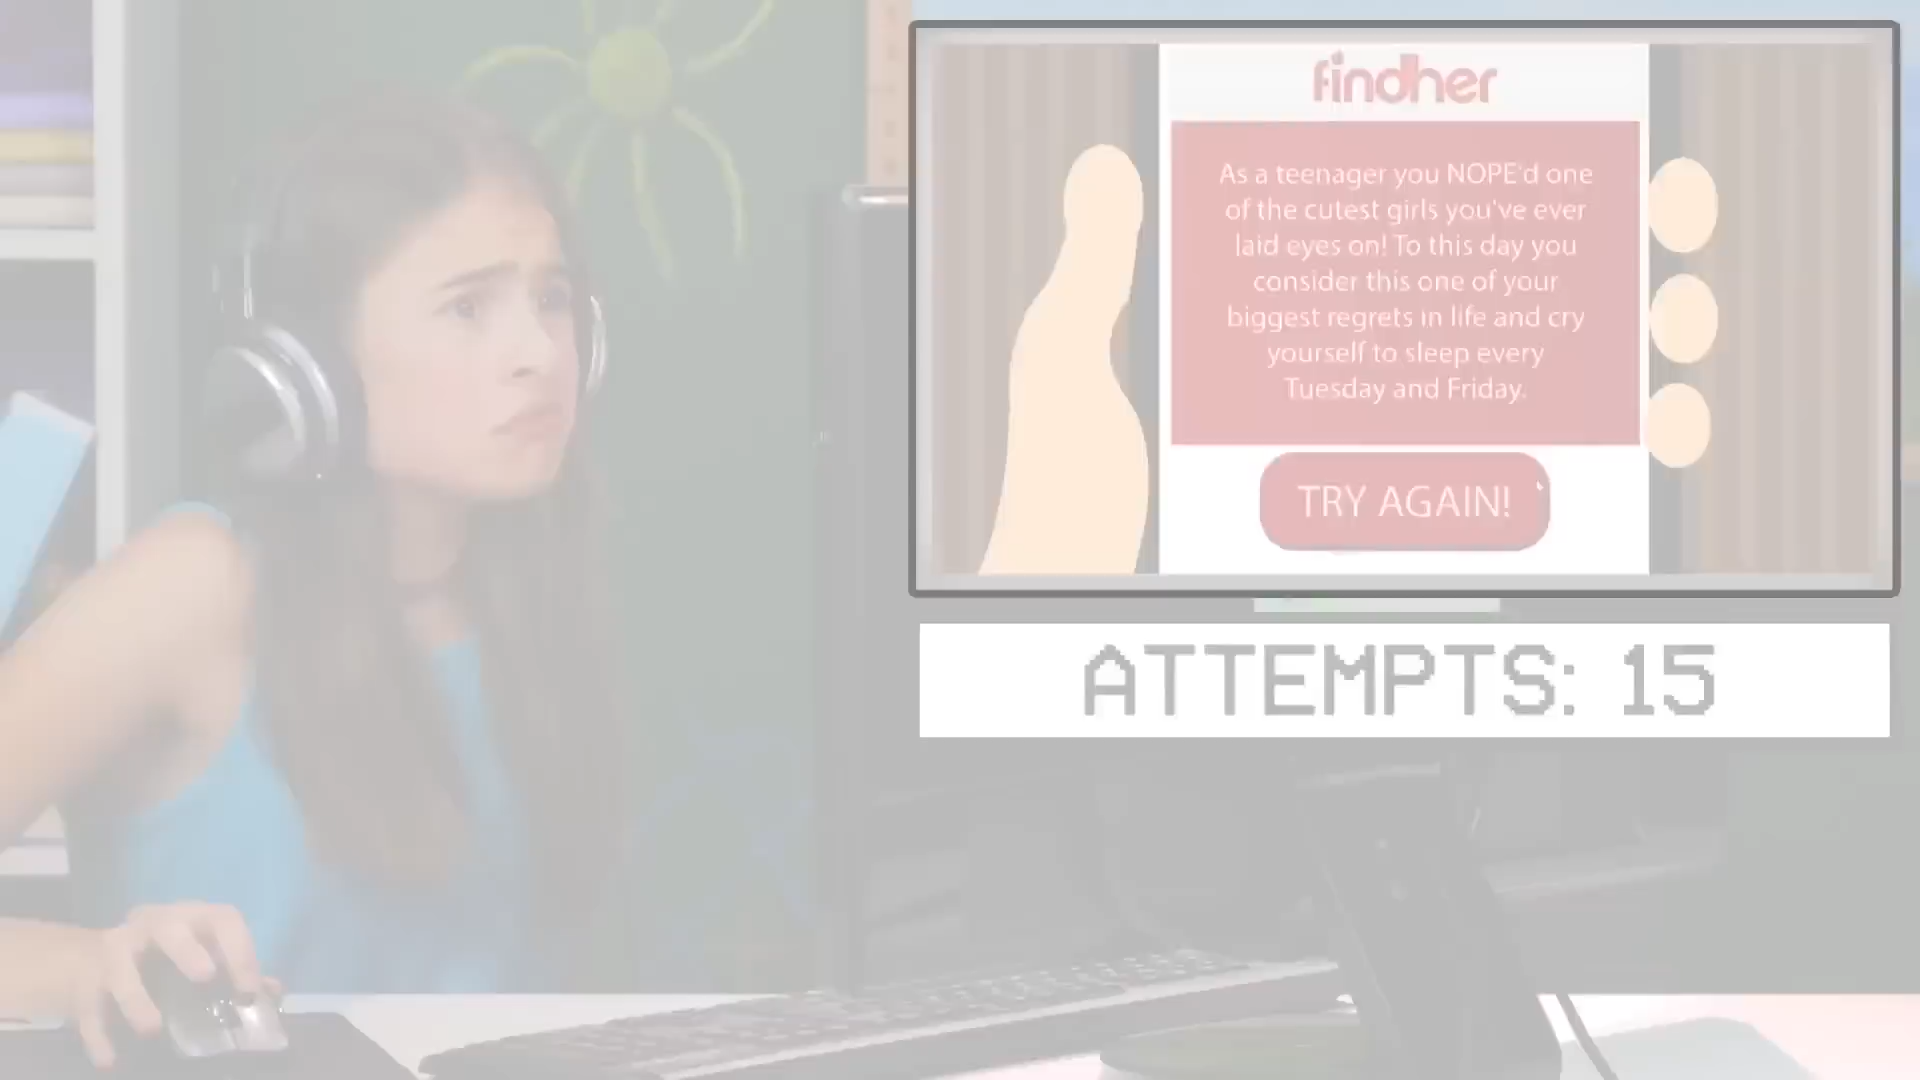 findher
As a teenager you NOPE'd one
of the cutest girls you've ever
laid eyes on! To this day you
consider this one of your
biggest regrets in life and cry
yourself to sleep every
Tuesday and Friday.
TRY AGAIN!
ATTEMPTS: 15